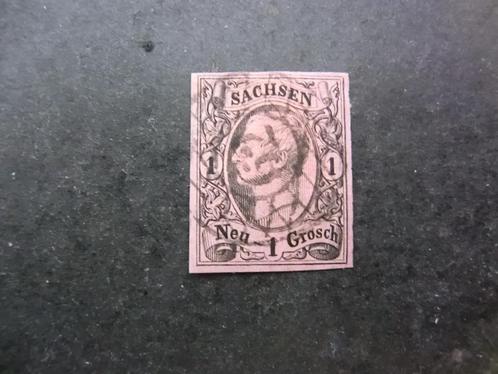 SACHSEN
1 1
Neu - 1 Grosch